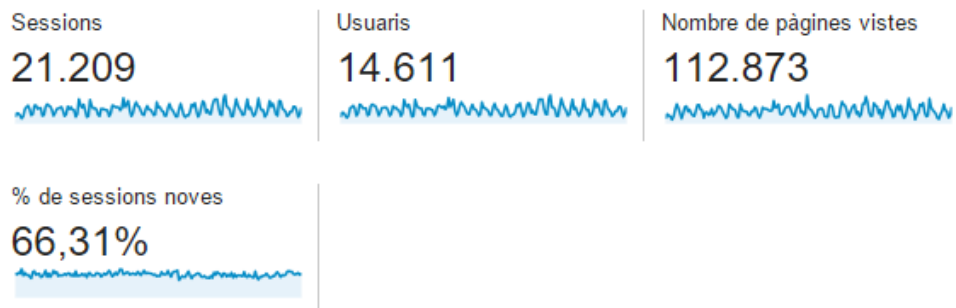 Sessions
21.209
Usuaris
14.611
Nombre de pàgines vistes
112.873
% de sessions noves
66,31%